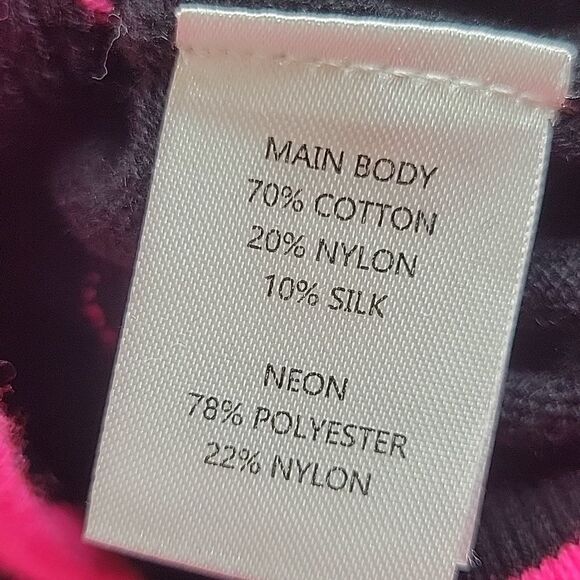 MAIN BODY
70% COTTON
20% NYLON
10% SILK
NEON
78% POLYESTER
22% NYLON